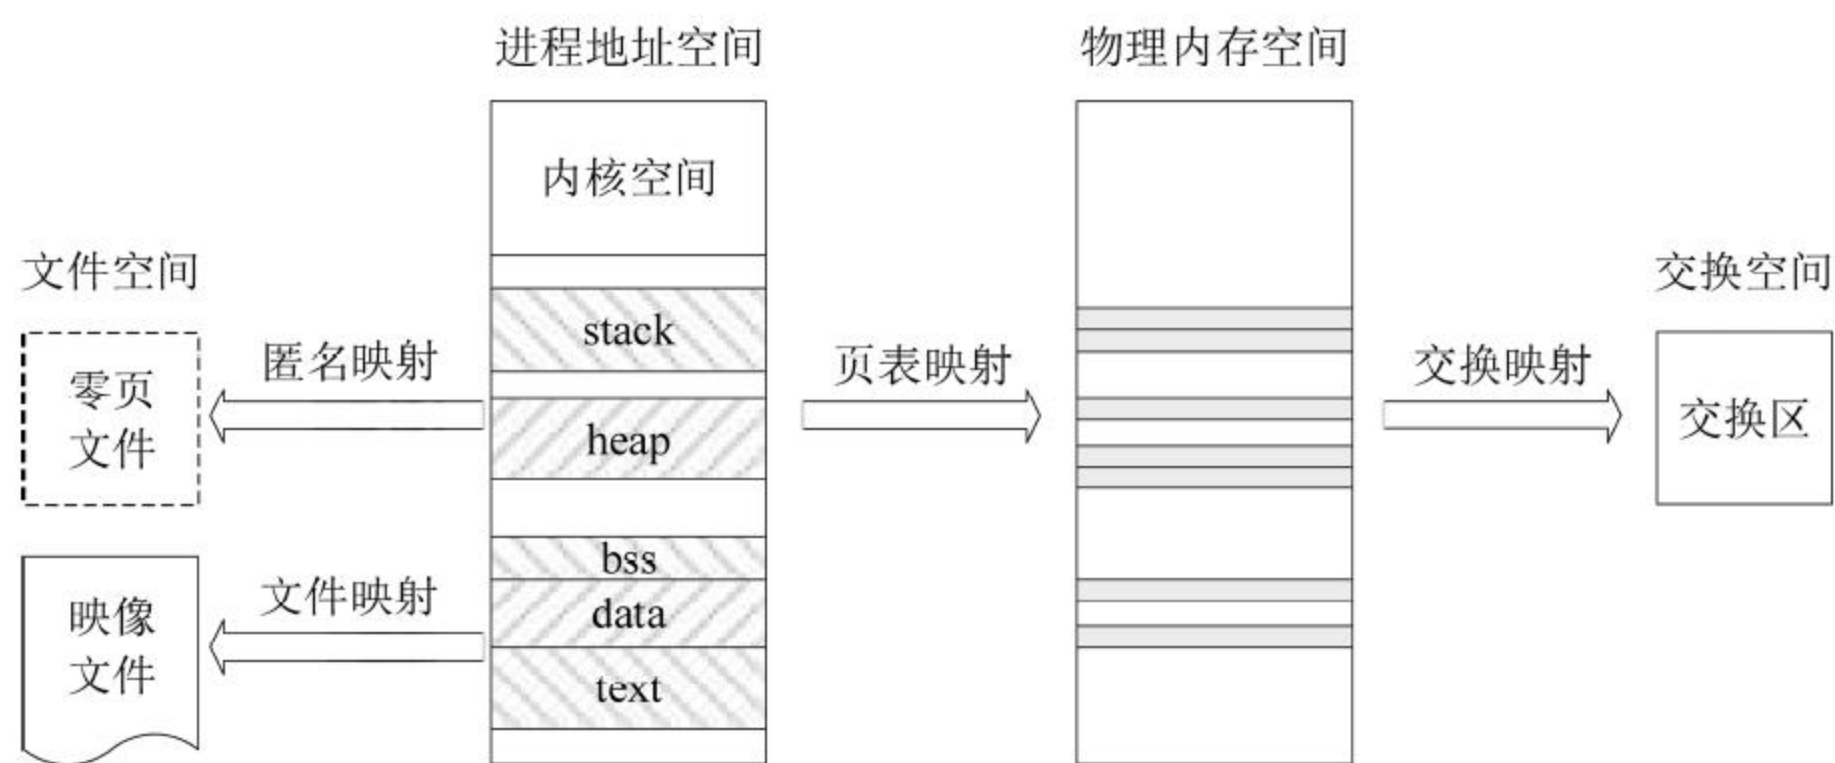 进程地址空间
物理内存空间
内核空间
文件空间
交换空间
stack
匿名映射
页表映射
交换映射
零页
文件
heap
交换区
bss
文件映射
data
映像
文件
text